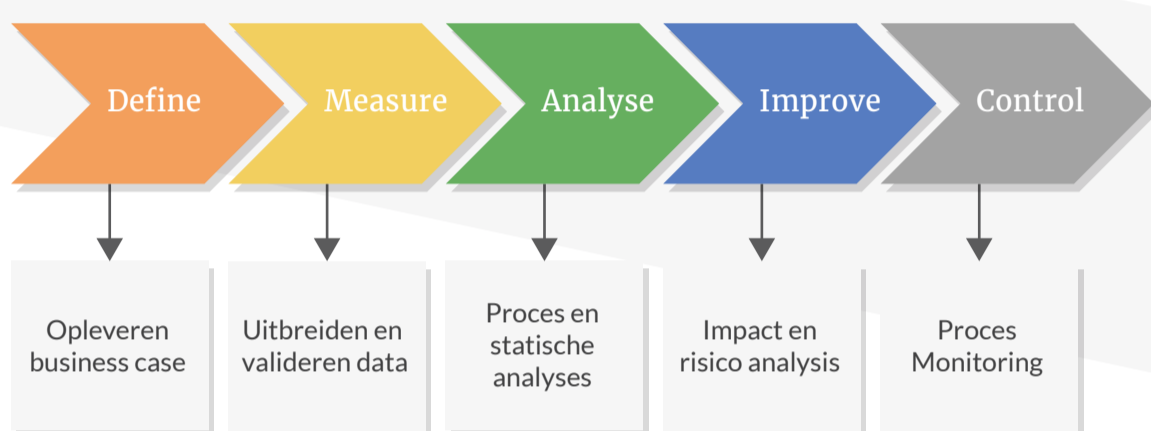 Define
Measure
Analyse
Improve
Control
Opleveren
business case
Uitbreiden en
valideren data
Proces en
statische
analyses
Impact en
risico analysis
Proces
Monitoring